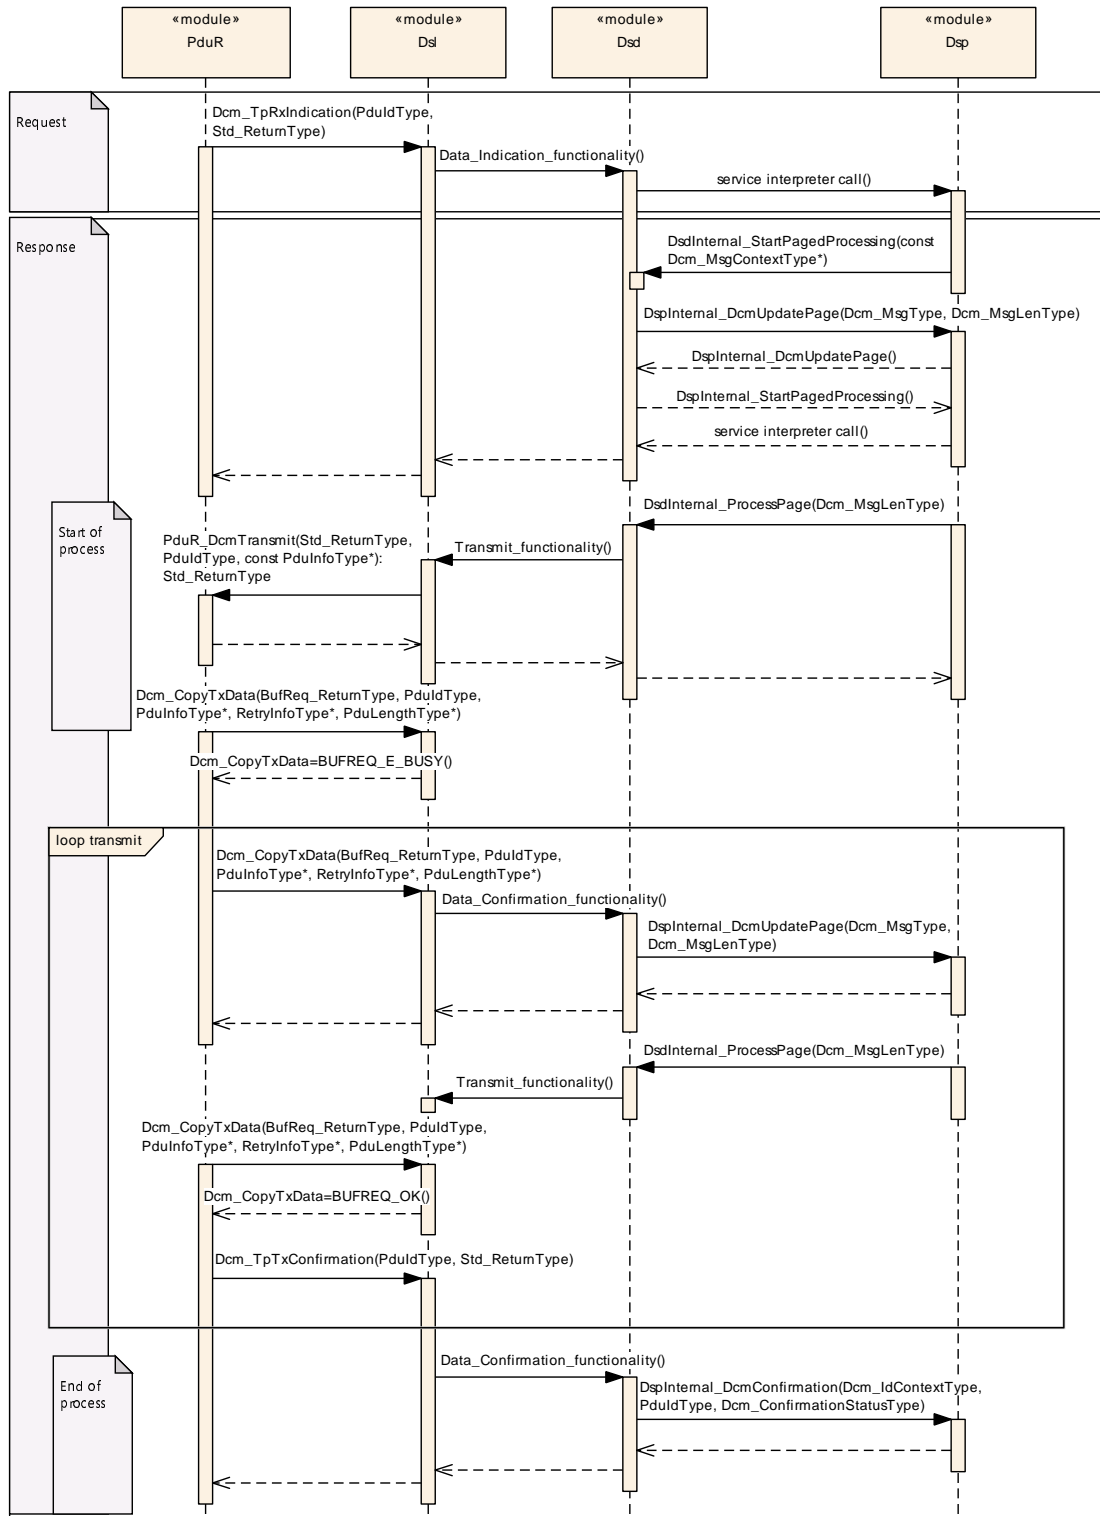 «module»
PduR
«module»
Dsl
«module»
Dsd
«module»
Dsp
Request
Dcm_TpRxIndication(PduIdType,
Std_ReturnType)
Data_Indication_functionality()
service interpreter call()
Response
DsdInternal_StartPagedProcessing(const
Dcm_MsgContextType*)
DspInternal_DcmUpdatePage(Dcm_MsgType, Dcm_MsgLenType)
DspInternal_DcmUpdatePage()
DspInternal_StartPagedProcessing()
service interpreter call()
Start of
process
DsdInternal_ProcessPage(Dcm_MsgLenType)
Transmit_functionality()
PduR_DcmTransmit(Std_ReturnType,
PduIdType, const PduInfoType*):
Std_ReturnType
Dcm_CopyTxData(BufReq_ReturnType, PduIdType,
PduInfoType*, RetryInfoType*, PduLengthType*)
Dcm_CopyTxData=BUFREQ_E_BUSY()
loop transmit
Dcm_CopyTxData(BufReq_ReturnType, PduIdType,
PduInfoType*, RetryInfoType*, PduLengthType*)
Data_Confirmation_functionality()
DspInternal_DcmUpdatePage(Dcm_MsgType,
Dcm_MsgLenType)
DsdInternal_ProcessPage(Dcm_MsgLenType)
Transmit_functionality()
Dcm_CopyTxData(BufReq_ReturnType, PduIdType,
PduInfoType*, RetryInfoType*, PduLengthType*)
Dcm_CopyTxData=BUFREQ_OK()
Dcm_TpTxConfirmation(PduIdType, Std_ReturnType)
End of
process
Data_Confirmation_functionality()
DspInternal_DcmConfirmation(Dcm_IdContextType,
PduIdType, Dcm_ConfirmationStatusType)